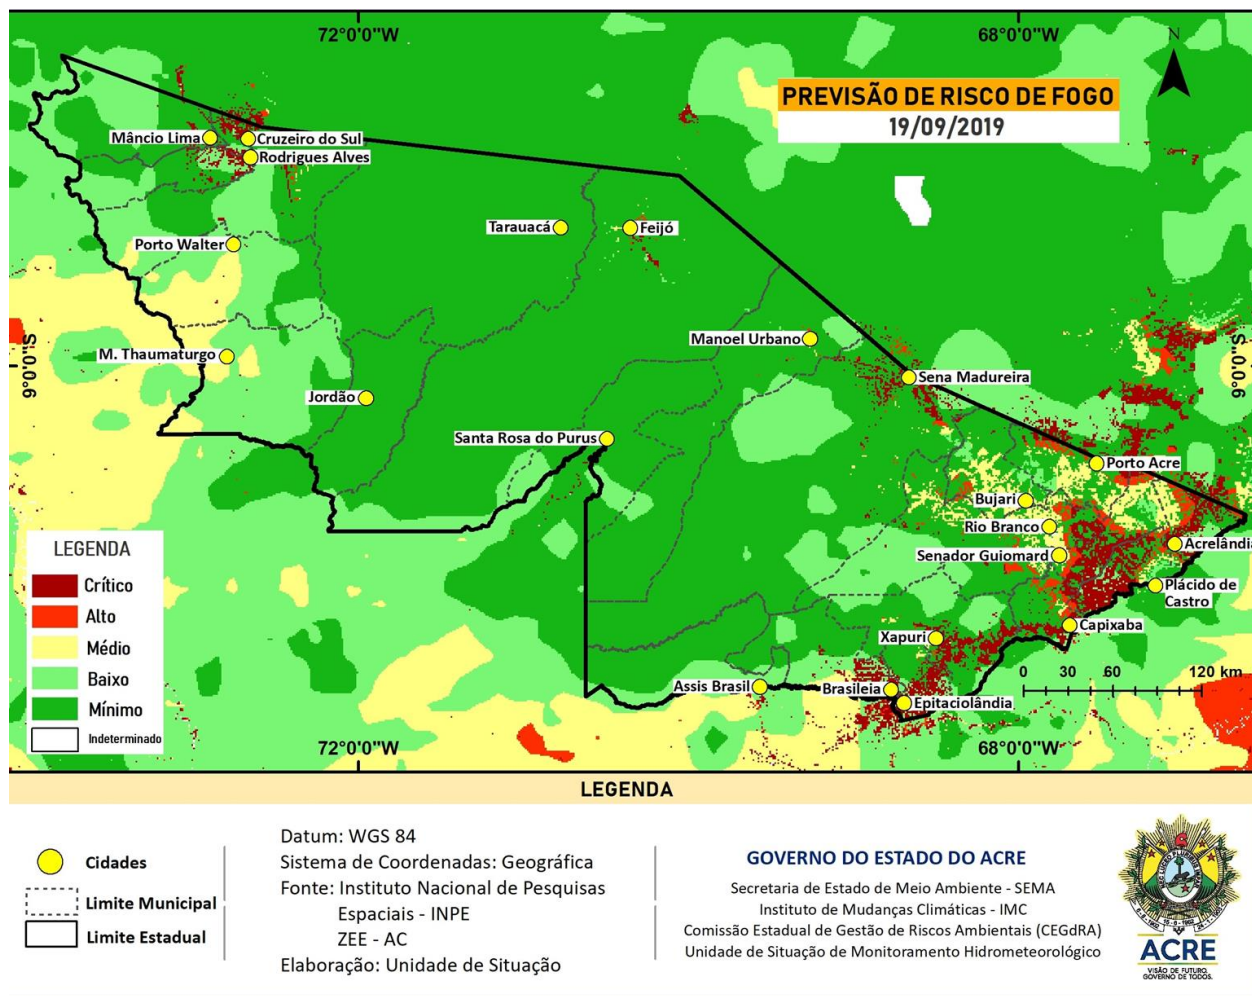 72°0'0"W
68°0'0"W
N
PREVISÃO DE RISCO DE FOGO
19/09/2019
Mâncio Lima
Cruzeiro do Sul
Rodrigues Alves
Tarauacá
Feijó
Porto Walter
9°0'0"S
M. Thaumaturgo
Manoel Urbano
9°0'0"S
Sena Madureira
Jordão
Santa Rosa do Purus
Porto Acre
Bujari
Rio Branco
Senador Guiomard
Acrelândia
Plácido de
Castro
Capixaba
Xapuri
Assis Brasil
Brasileia
Epitaciolândia
0 30 60 120 km
LEGENDA
Crítico
Alto
Médio
Baixo
Mínimo
Indeterminado
72°0'0"W
68°0'0"W
LEGENDA
Cidades
Limite Municipal
Limite Estadual
Datum: WGS 84
Sistema de Coordenadas: Geográfica
Fonte: Instituto Nacional de Pesquisas
Espaciais - INPE
ZEE - AC
Elaboração: Unidade de Situação
GOVERNO DO ESTADO DO ACRE
Secretaria de Estado de Meio Ambiente - SEMA
Instituto de Mudanças Climáticas - IMC
Comissão Estadual de Gestão de Riscos Ambientais (CEGdRA)
Unidade de Situação de Monitoramento Hidrometeorológico
ACRE
VISÃO DE FUTURO,
GOVERNO DE TODOS.